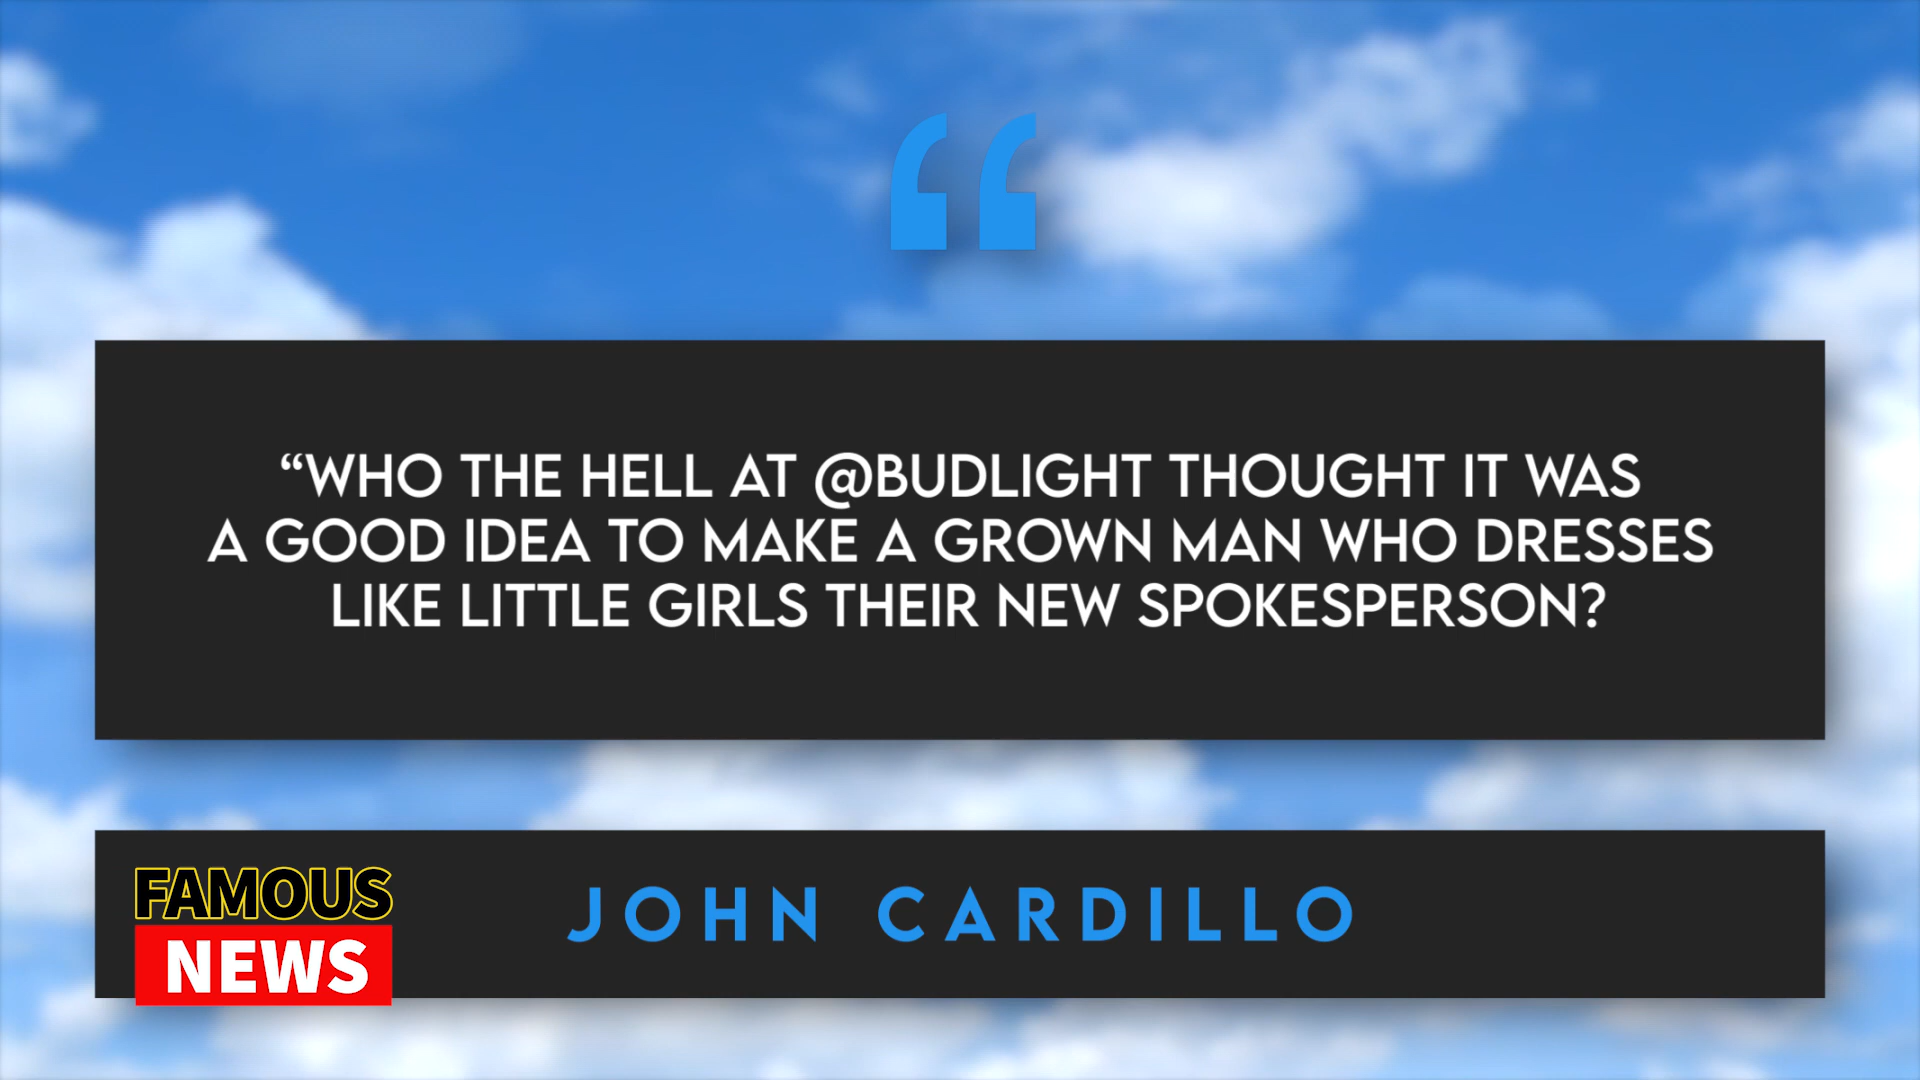 “
“WHO THE HELL AT @BUDLIGHT THOUGHT IT WAS
A GOOD IDEA TO MAKE A GROWN MAN WHO DRESSES
LIKE LITTLE GIRLS THEIR NEW SPOKESPERSON?
JOHN CARDILLO
FAMOUS
NEWS